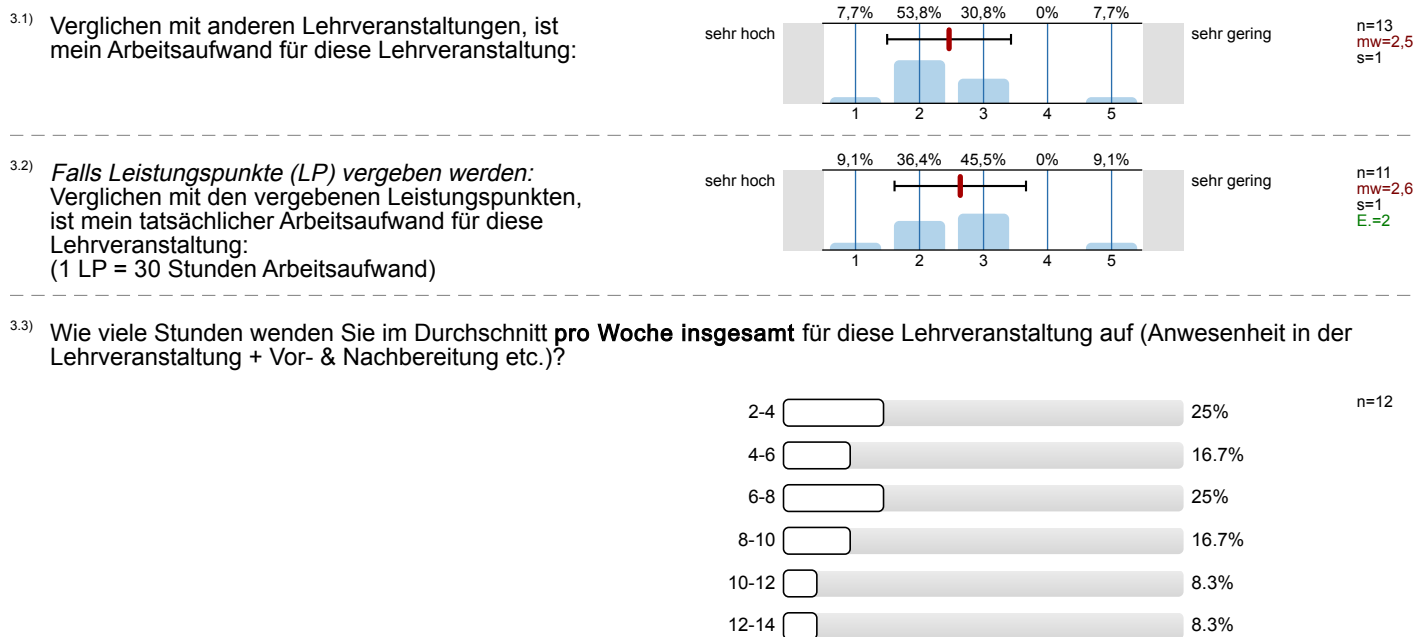 3.1) Verglichen mit anderen Lehrveranstaltungen, ist
mein Arbeitsaufwand für diese Lehrveranstaltung:
7,7% 53,8% 30,8% 0% 7,7%
sehr hoch sehr gering
1 2 3 4 5
n=13
mw=2,5
s=1
3.2) Falls Leistungspunkte (LP) vergeben werden:
Verglichen mit den vergebenen Leistungspunkten,
ist mein tatsächlicher Arbeitsaufwand für diese
Lehrveranstaltung:
(1 LP = 30 Stunden Arbeitsaufwand)
9,1% 36,4% 45,5% 0% 9,1%
sehr hoch sehr gering
1 2 3 4 5
n=11
mw=2,6
s=1
E.=2
3.3) Wie viele Stunden wenden Sie im Durchschnitt pro Woche insgesamt für diese Lehrveranstaltung auf (Anwesenheit in der
Lehrveranstaltung + Vor- & Nachbereitung etc.)?
2-4 25% n=12
4-6 16.7%
6-8 25%
8-10 16.7%
10-12 8.3%
12-14 8.3%